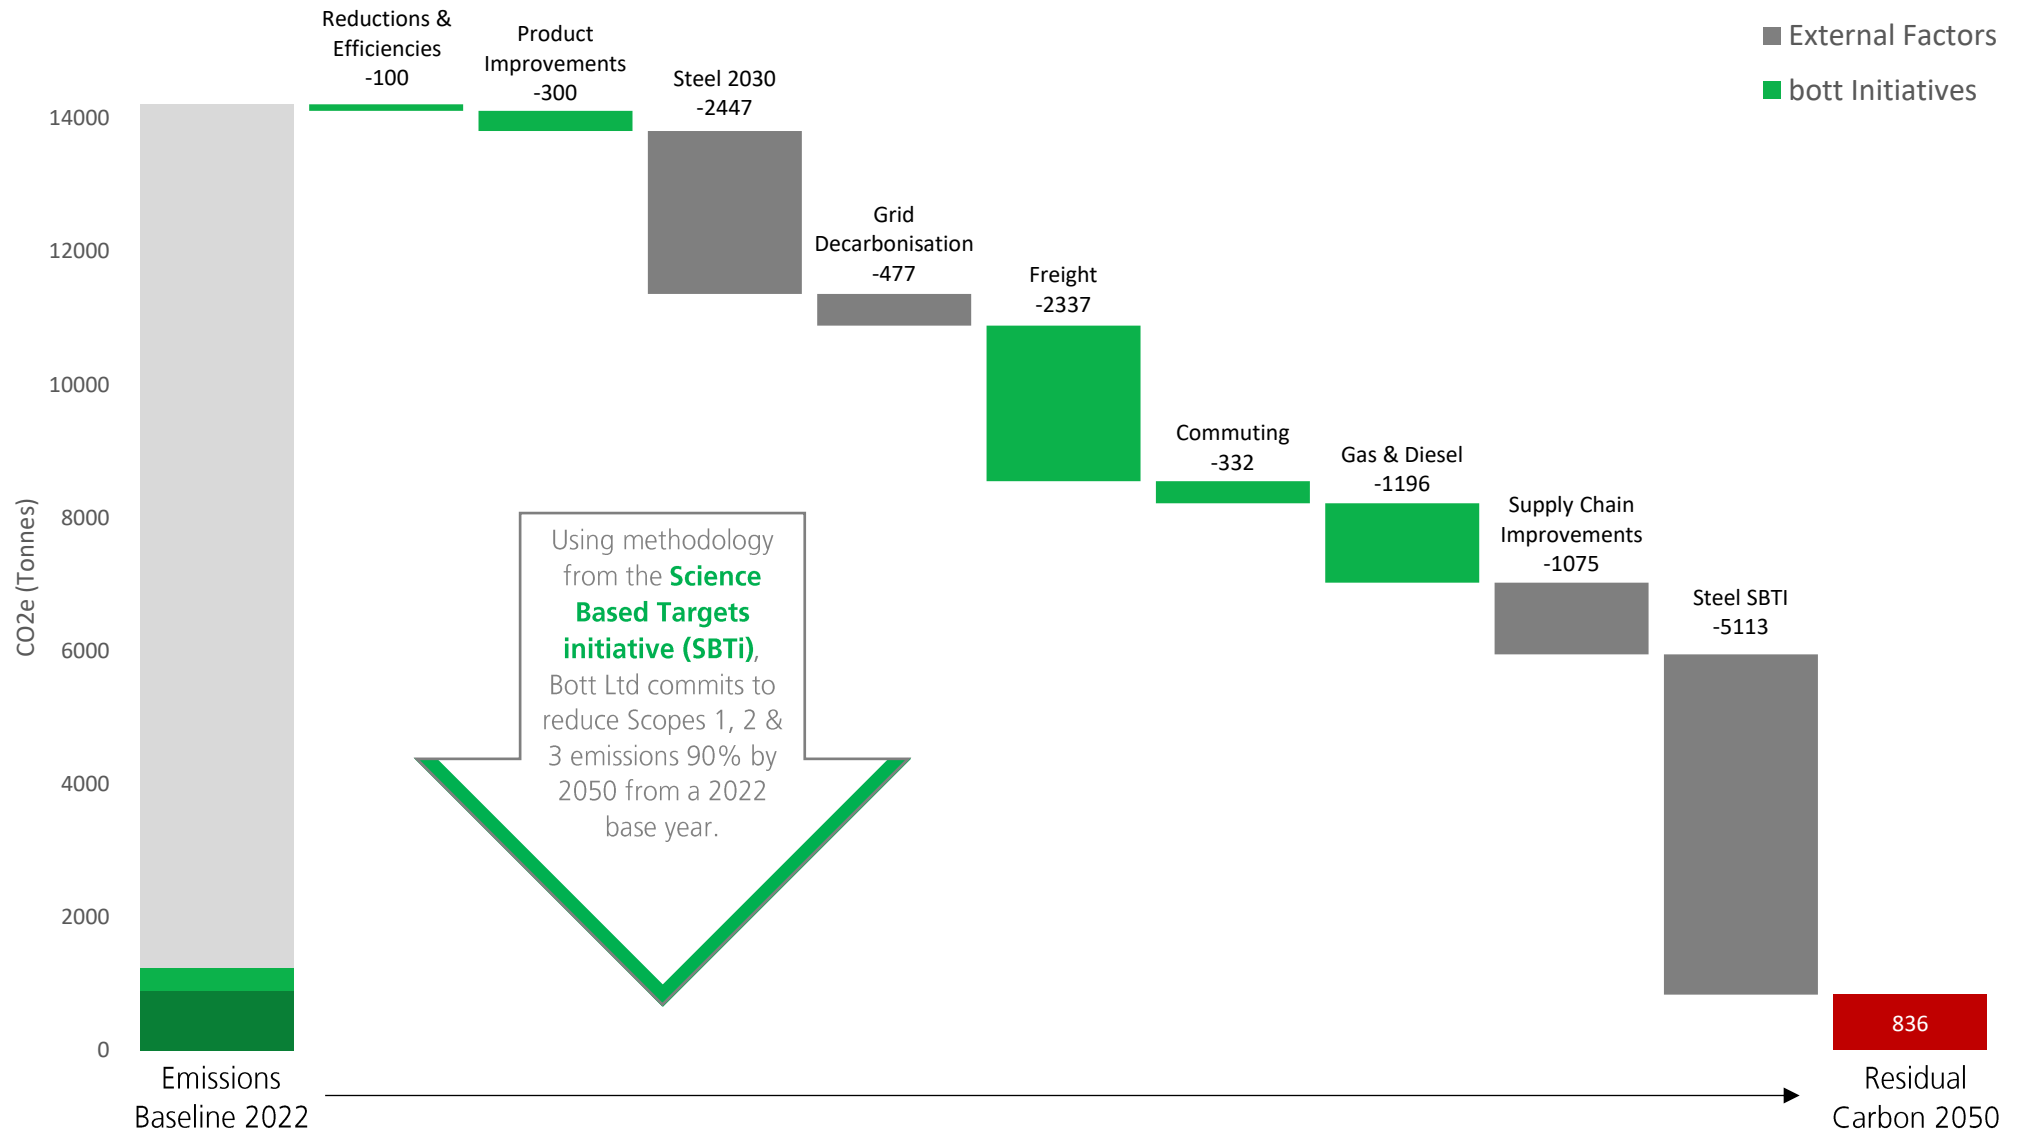 Reductions &
Efficiencies
-100
Product
Improvements
-300
Steel 2030
-2447
Grid
Decarbonisation
-477
Freight
-2337
Commuting
-332
Gas & Diesel
-1196
Supply Chain
Improvements
-1075
Steel SBTI
-5113
External Factors
bott Initiatives
CO2e (Tonnes)
14000
12000
10000
8000
6000
4000
2000
0
Using methodology
from the Science
Based Targets
initiative (SBTi),
Bott Ltd commits to
reduce Scopes 1, 2 &
3 emissions 90% by
2050 from a 2022
base year.
836
Emissions
Baseline 2022
Residual
Carbon 2050